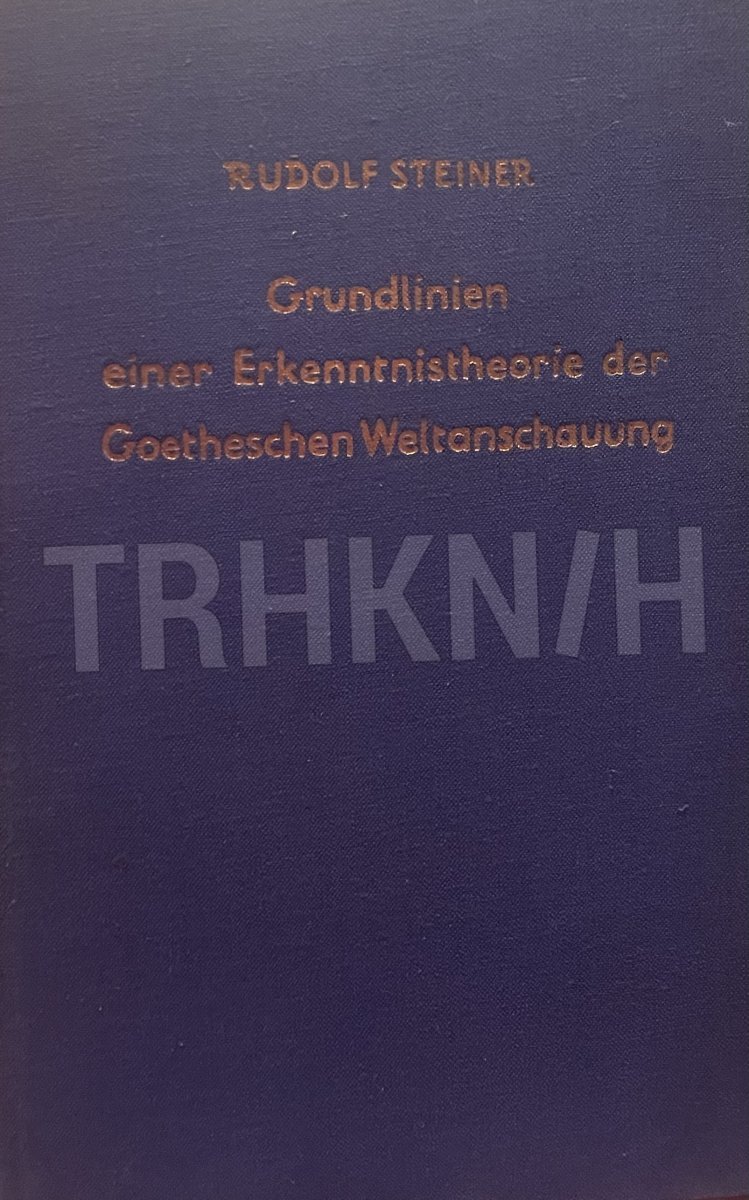 RUDOLF STEINER
Grundlinien
einer Erkenntnistheorie der
Goetheschen Weltanschauung
TRHKN/H